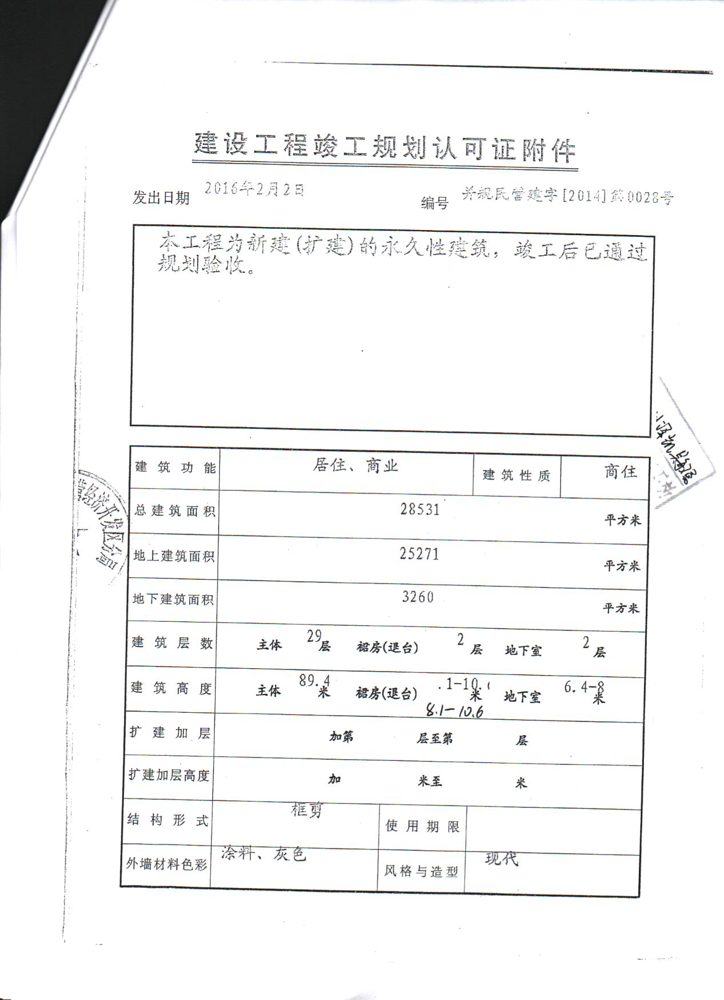 建设工程竣工规划认可证附件
发出日期 2016年2月2日 编号 并规民营建字[2014]第0028号
本工程为新建(扩建)的永久性建筑，竣工后已通过
规划验收。
建筑功能 居住、商业 建筑性质 商住
总建筑面积 28531 平方米
地上建筑面积 25271 平方米
地下建筑面积 3260 平方米
建筑层数 主体 29层 裙房(退台) 2层 地下室 2层
建筑高度 主体 89.4米 裙房(退台) .1-10. 米 地下室 6.4-8米
8.1-10.6
扩建加层 加第 层至第 层
扩建加层高度 加 米至 米
结构形式 框剪 使用期限
外墙材料色彩 涂料、灰色 风格与造型 现代
营经济开发区分局